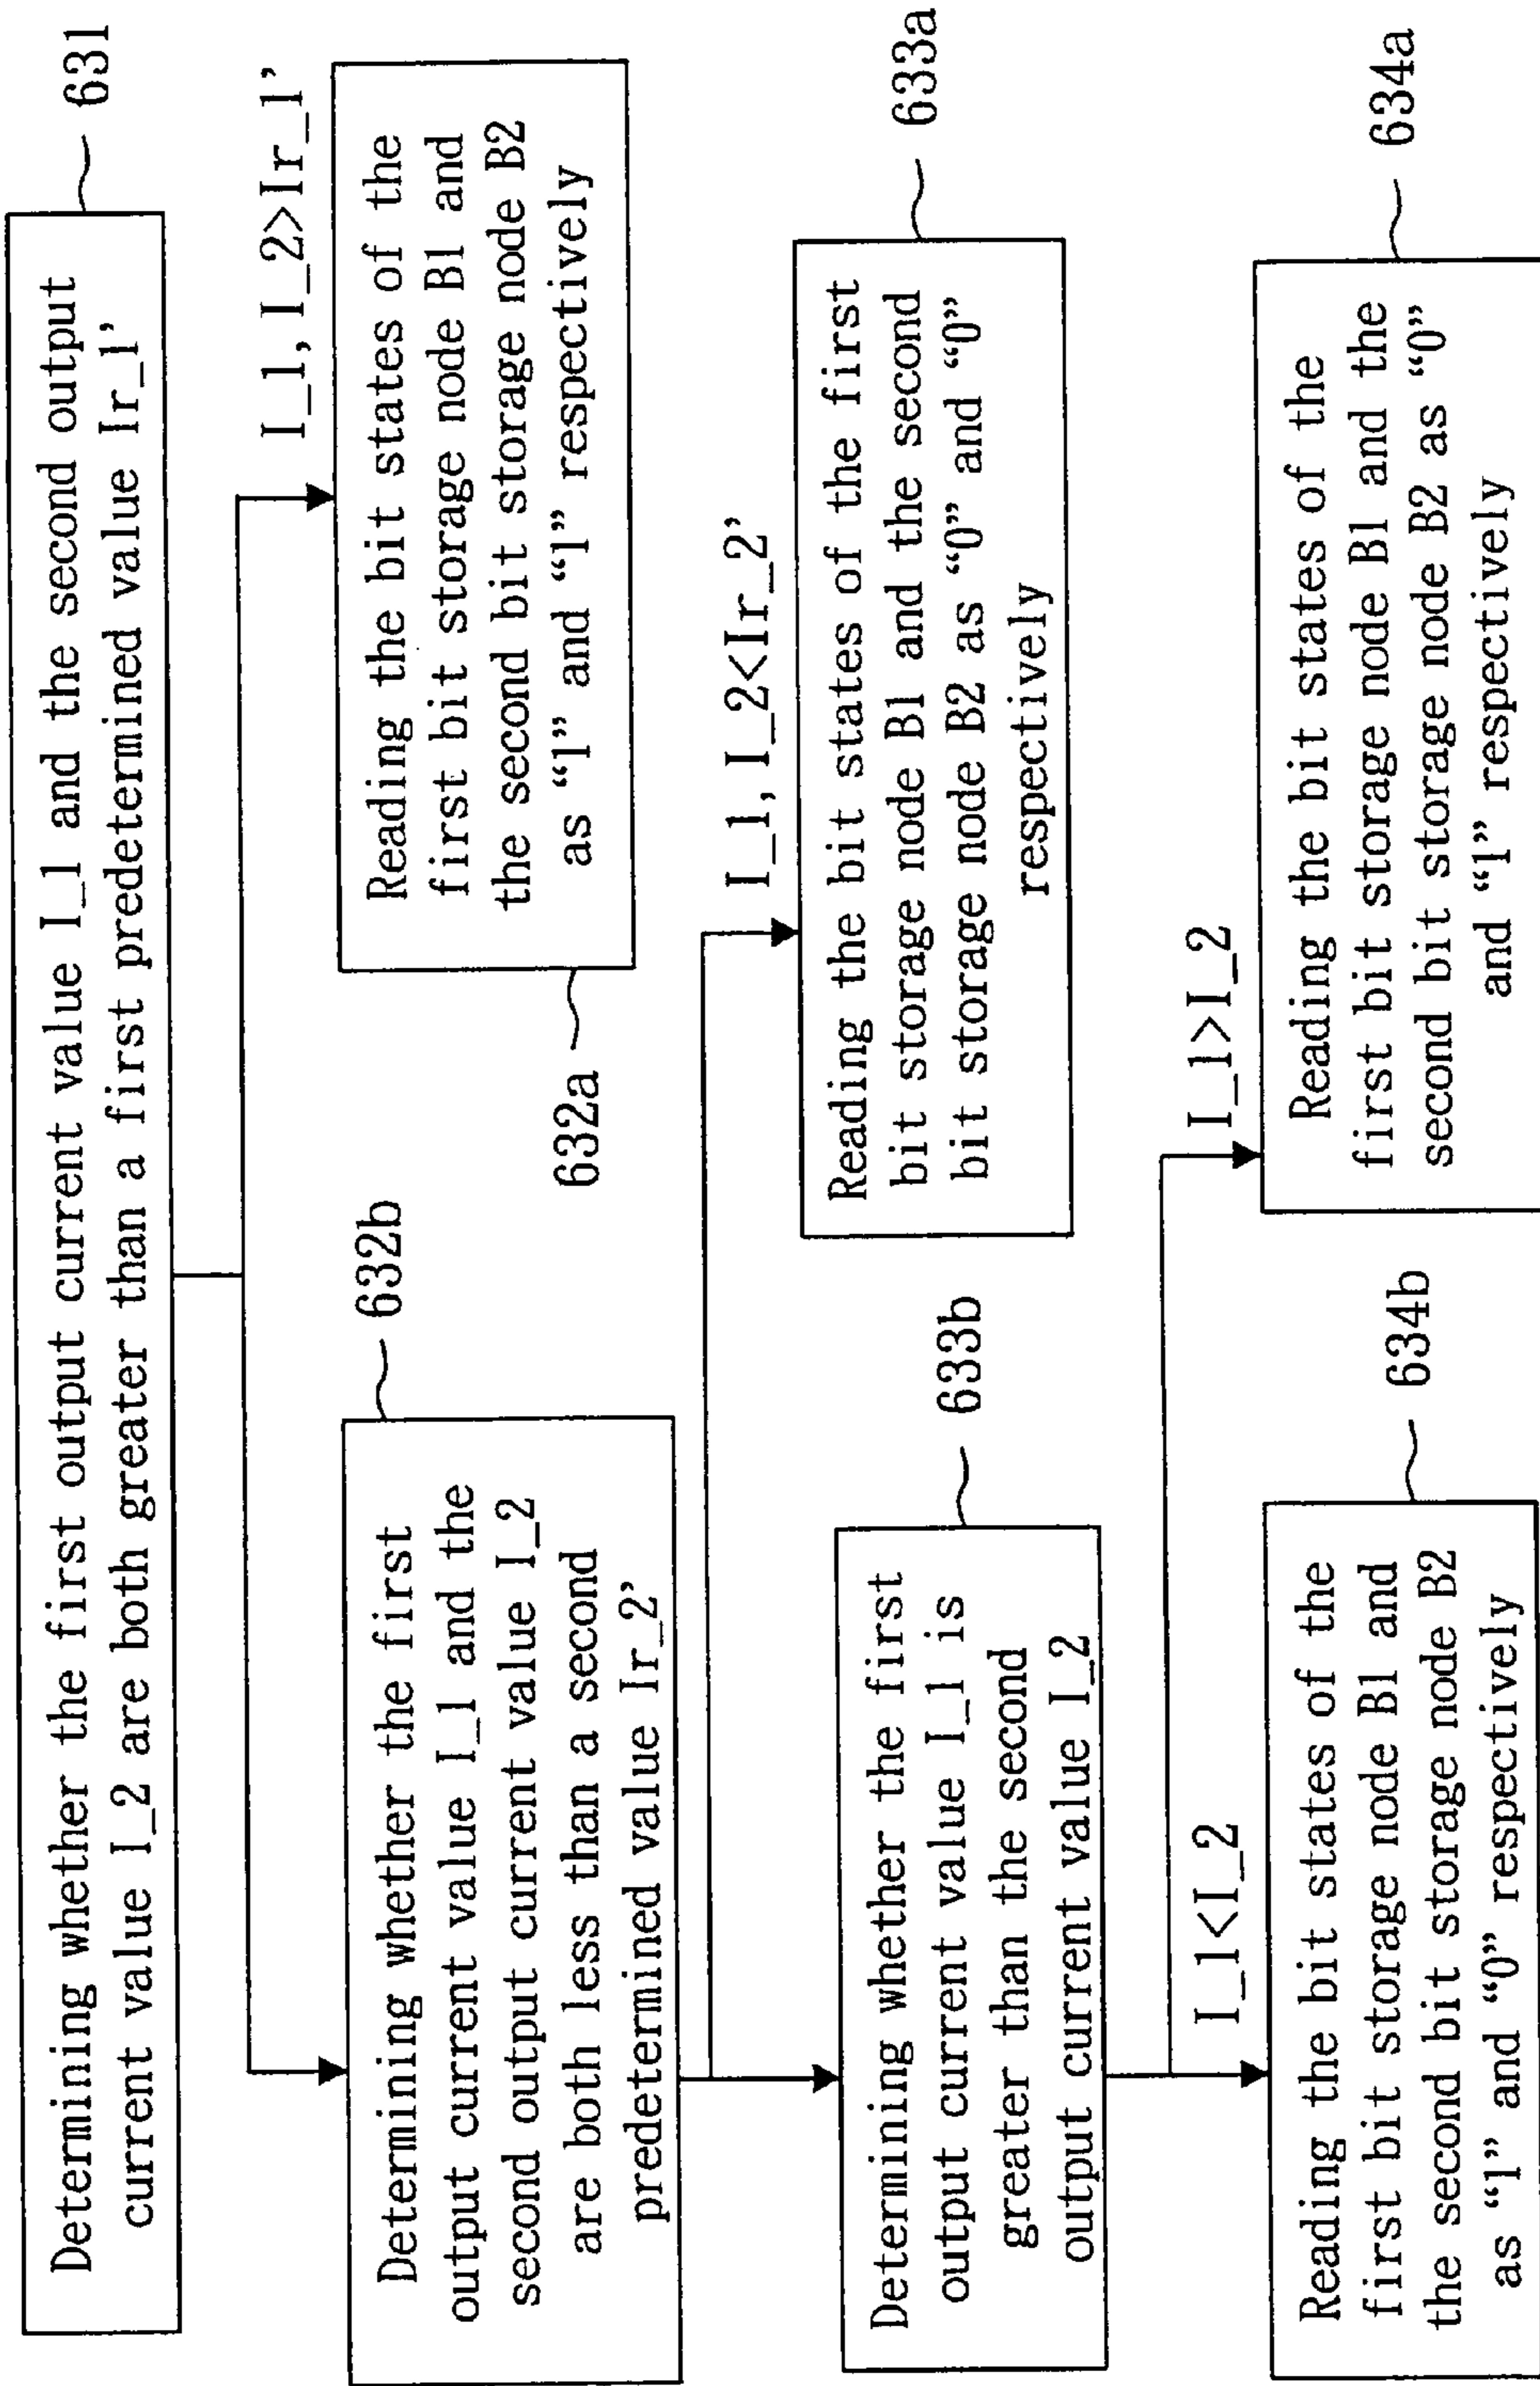 Determining whether the first output current value I_1 and the second output
current value I_2 are both greater than a first predetermined value Ir_1’
631
I_1, I_2>Ir_1’
Reading the bit states of the
first bit storage node B1 and
the second bit storage node B2
as “1” and “1” respectively
632a
632b
Determining whether the first
output current value I_1 and the
second output current value I_2
are both less than a second
predetermined value Ir_2’
I_1, I_2<Ir_2’
Reading the bit states of the first
bit storage node B1 and the second
bit storage node B2 as “0” and “0”
respectively
633a
633b
Determining whether the first
output current value I_1 is
greater than the second
output current value I_2
I_1>I_2
Reading the bit states of the
first bit storage node B1 and the
second bit storage node B2 as “0”
and “1” respectively
634a
I_1<I_2
634b
Reading the bit states of the
first bit storage node B1 and
the second bit storage node B2
as “1” and “0” respectively